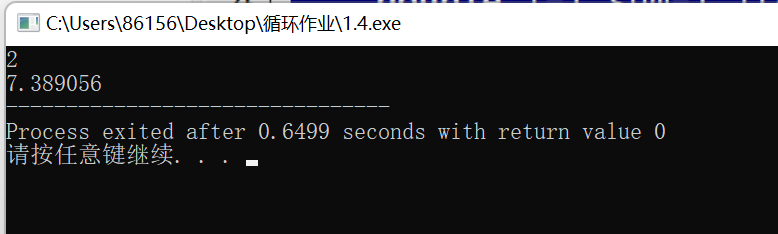 C:\Users\86156\Desktop\循环作业\1.4.exe
2
7.389056
--------------------------------
Process exited after 0.6499 seconds with return value 0
请按任意键继续. . .